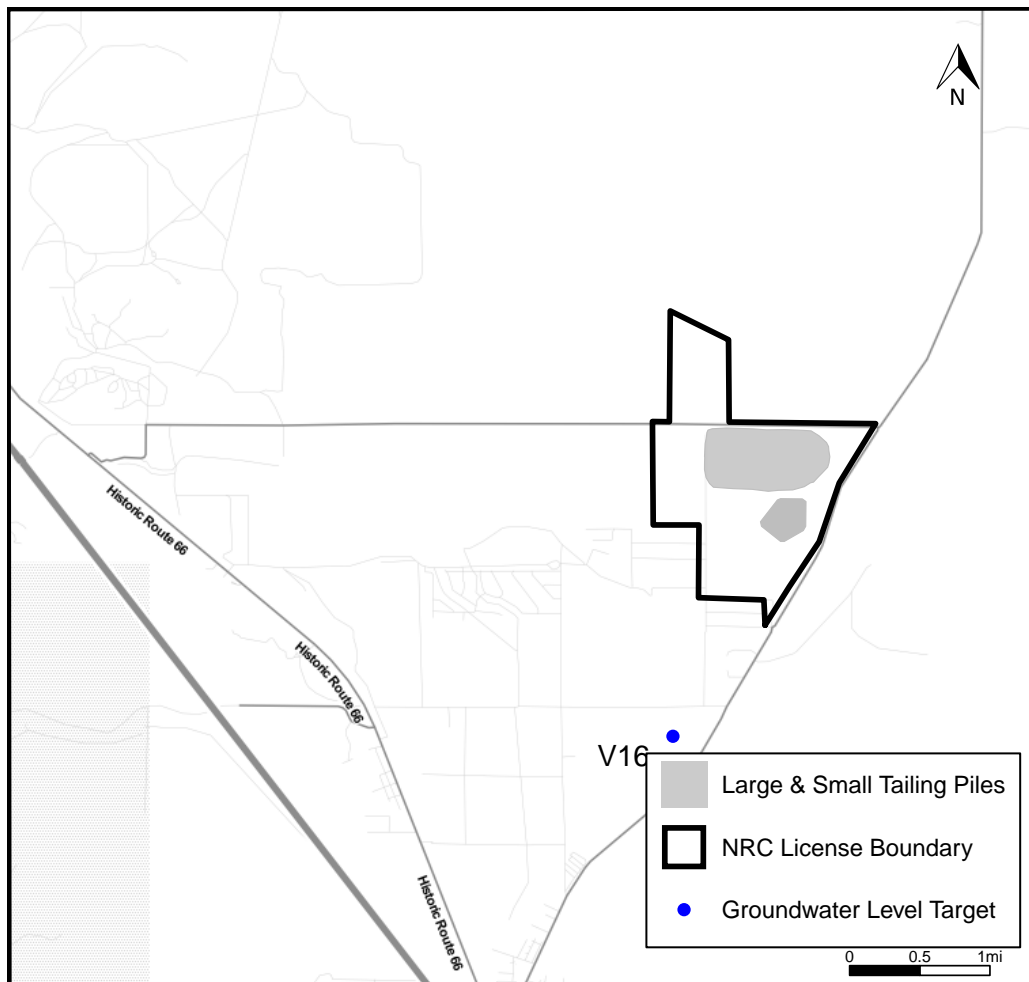 N
Historic Route 66
Historic Route 66
V16
Large & Small Tailing Piles
NRC License Boundary
Historic Route 66
Groundwater Level Target
0 0.5 1mi